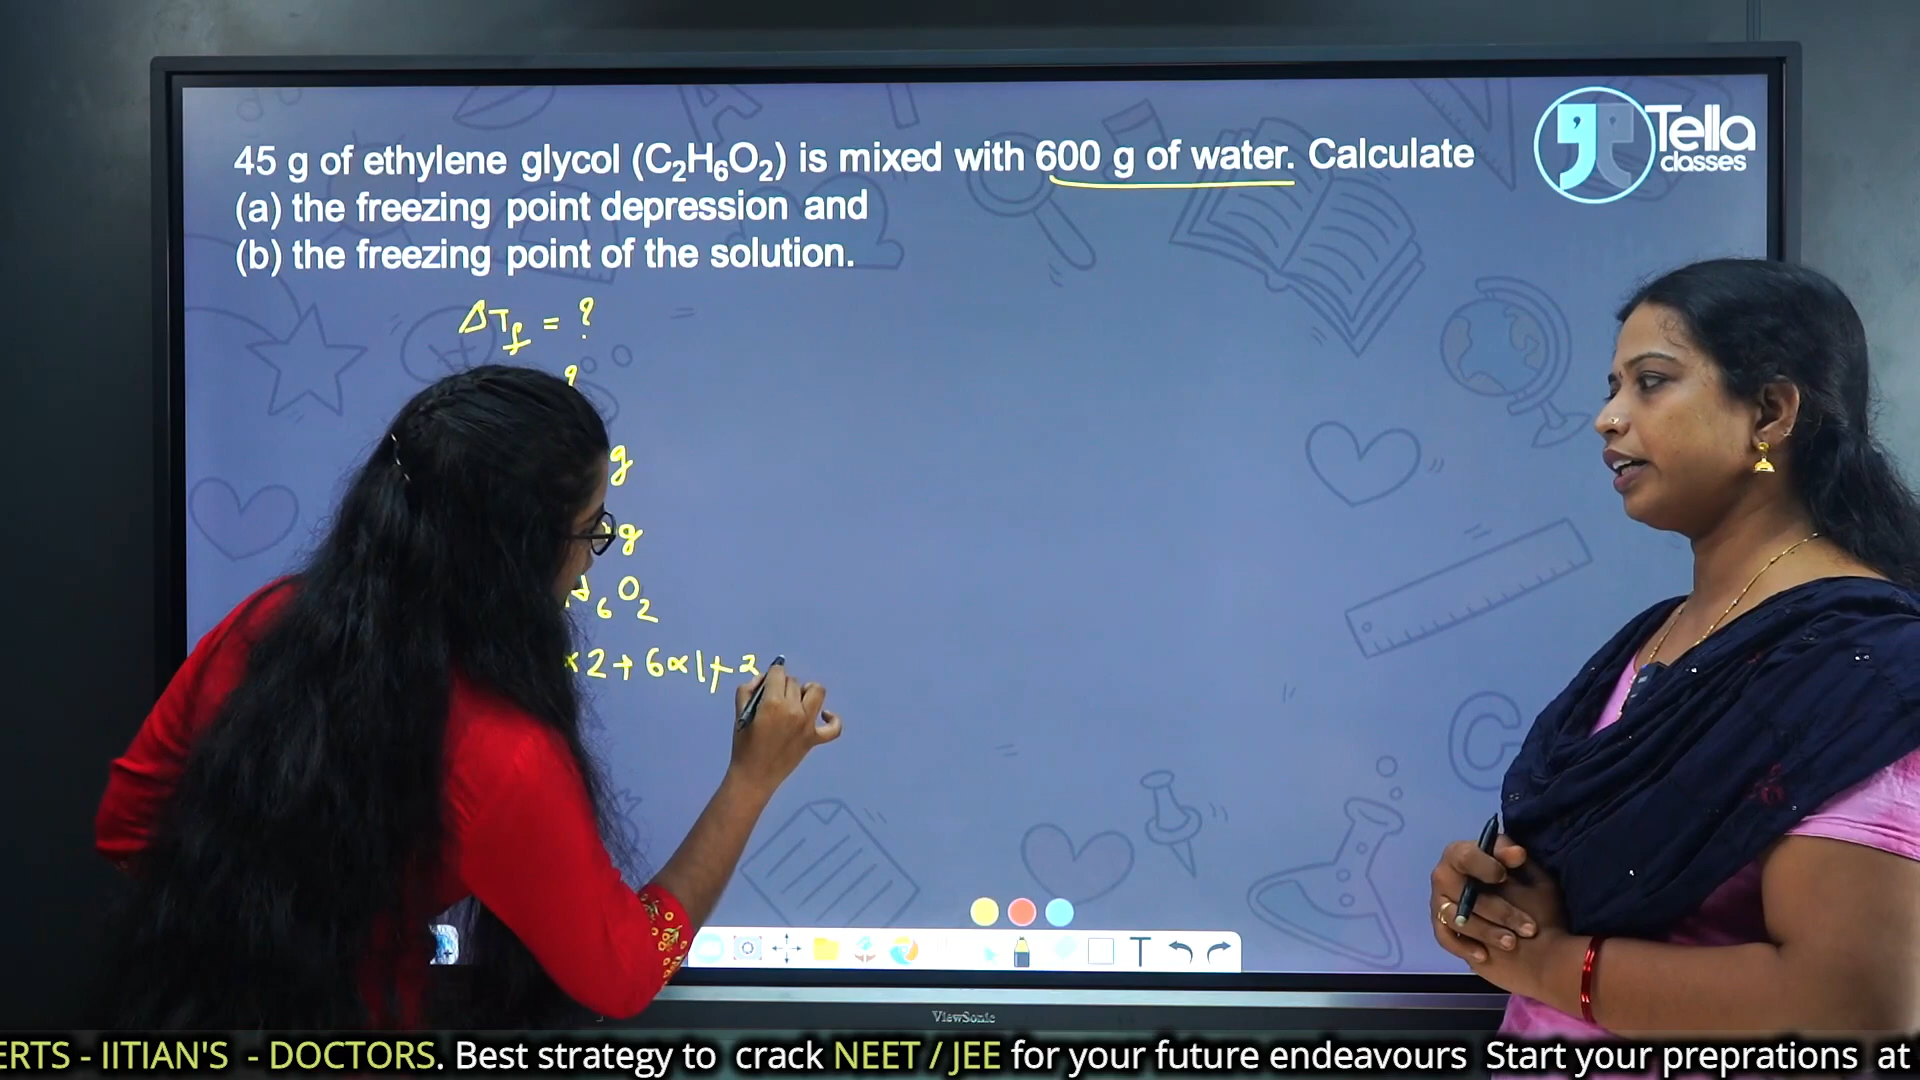 45 g of ethylene glycol (C₂H₆O₂) is mixed with 600 g of water. Calculate
(a) the freezing point depression and
(b) the freezing point of the solution.
Tella
classes
ΔT_f = ?
?
g
g
6 O₂
× 2 + 6 × 1 + 2
T
ViewSonic
ERTS - IITIAN'S - DOCTORS. Best strategy to crack NEET / JEE for your future endeavours Start your preprations at